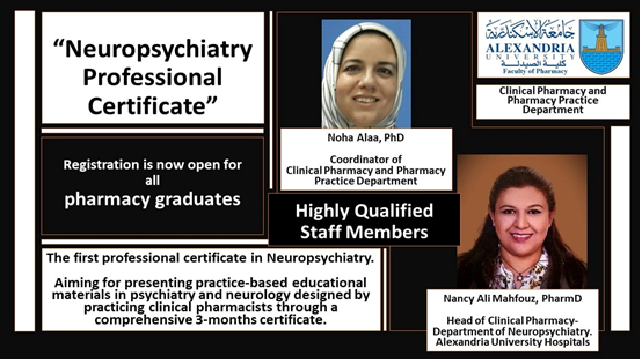 “Neuropsychiatry
Professional
Certificate”
Registration is now open for
all
pharmacy graduates
The first professional certificate in Neuropsychiatry.
Aiming for presenting practice-based educational
materials in psychiatry and neurology designed by
practicing clinical pharmacists through a
comprehensive 3-months certificate.
Noha Alaa, PhD
Coordinator of
Clinical Pharmacy and Pharmacy
Practice Department
Highly Qualified
Staff Members
جامعة الإسكندرية
ALEXANDRIA
UNIVERSITY
كلية الصيدلة
Faculty of Pharmacy
Clinical Pharmacy and
Pharmacy Practice
Department
Nancy Ali Mahfouz, PharmD
Head of Clinical Pharmacy-
Department of Neuropsychiatry.
Alexandria University Hospitals